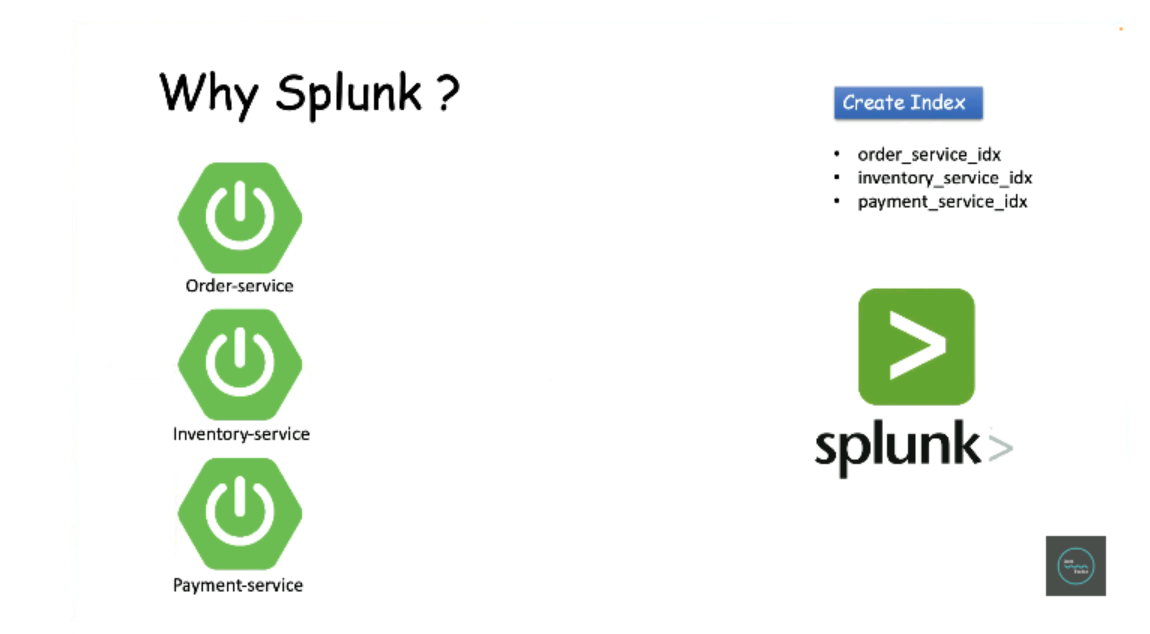 Why Splunk ?
Create Index
• order_service_idx
• inventory_service_idx
• payment_service_idx
Order-service
Inventory-service
Payment-service
splunk>